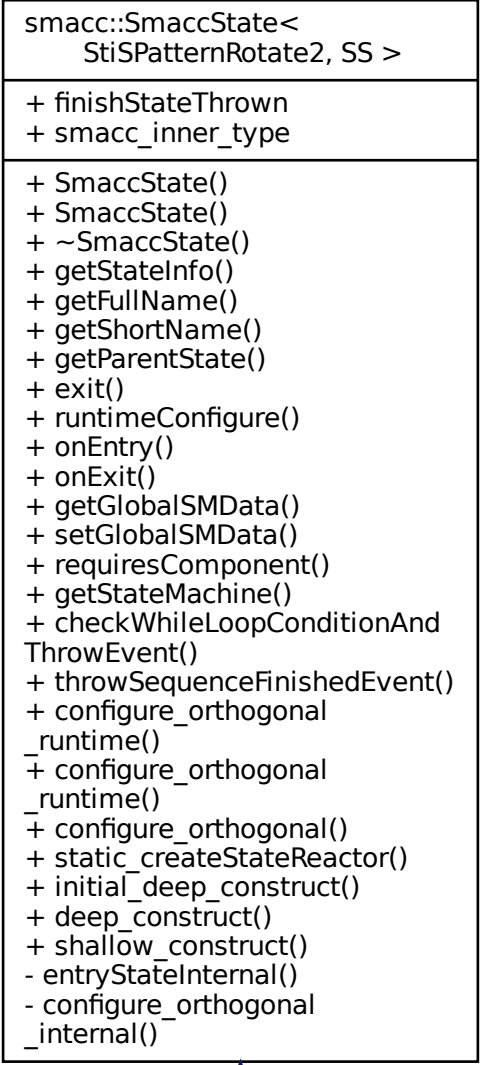 smacc::SmaccState<
StiSPatternRotate2, SS >
+ finishStateThrown
+ smacc_inner_type
+ SmaccState()
+ SmaccState()
+ ~SmaccState()
+ getStateInfo()
+ getFullName()
+ getShortName()
+ getParentState()
+ exit()
+ runtimeConfigure()
+ onEntry()
+ onExit()
+ getGlobalSMData()
+ setGlobalSMData()
+ requiresComponent()
+ getStateMachine()
+ checkWhileLoopConditionAnd
ThrowEvent()
+ throwSequenceFinishedEvent()
+ configure_orthogonal
_runtime()
+ configure_orthogonal
_runtime()
+ configure_orthogonal()
+ static_createStateReactor()
+ initial_deep_construct()
+ deep_construct()
+ shallow_construct()
- entryStateInternal()
- configure_orthogonal
_internal()